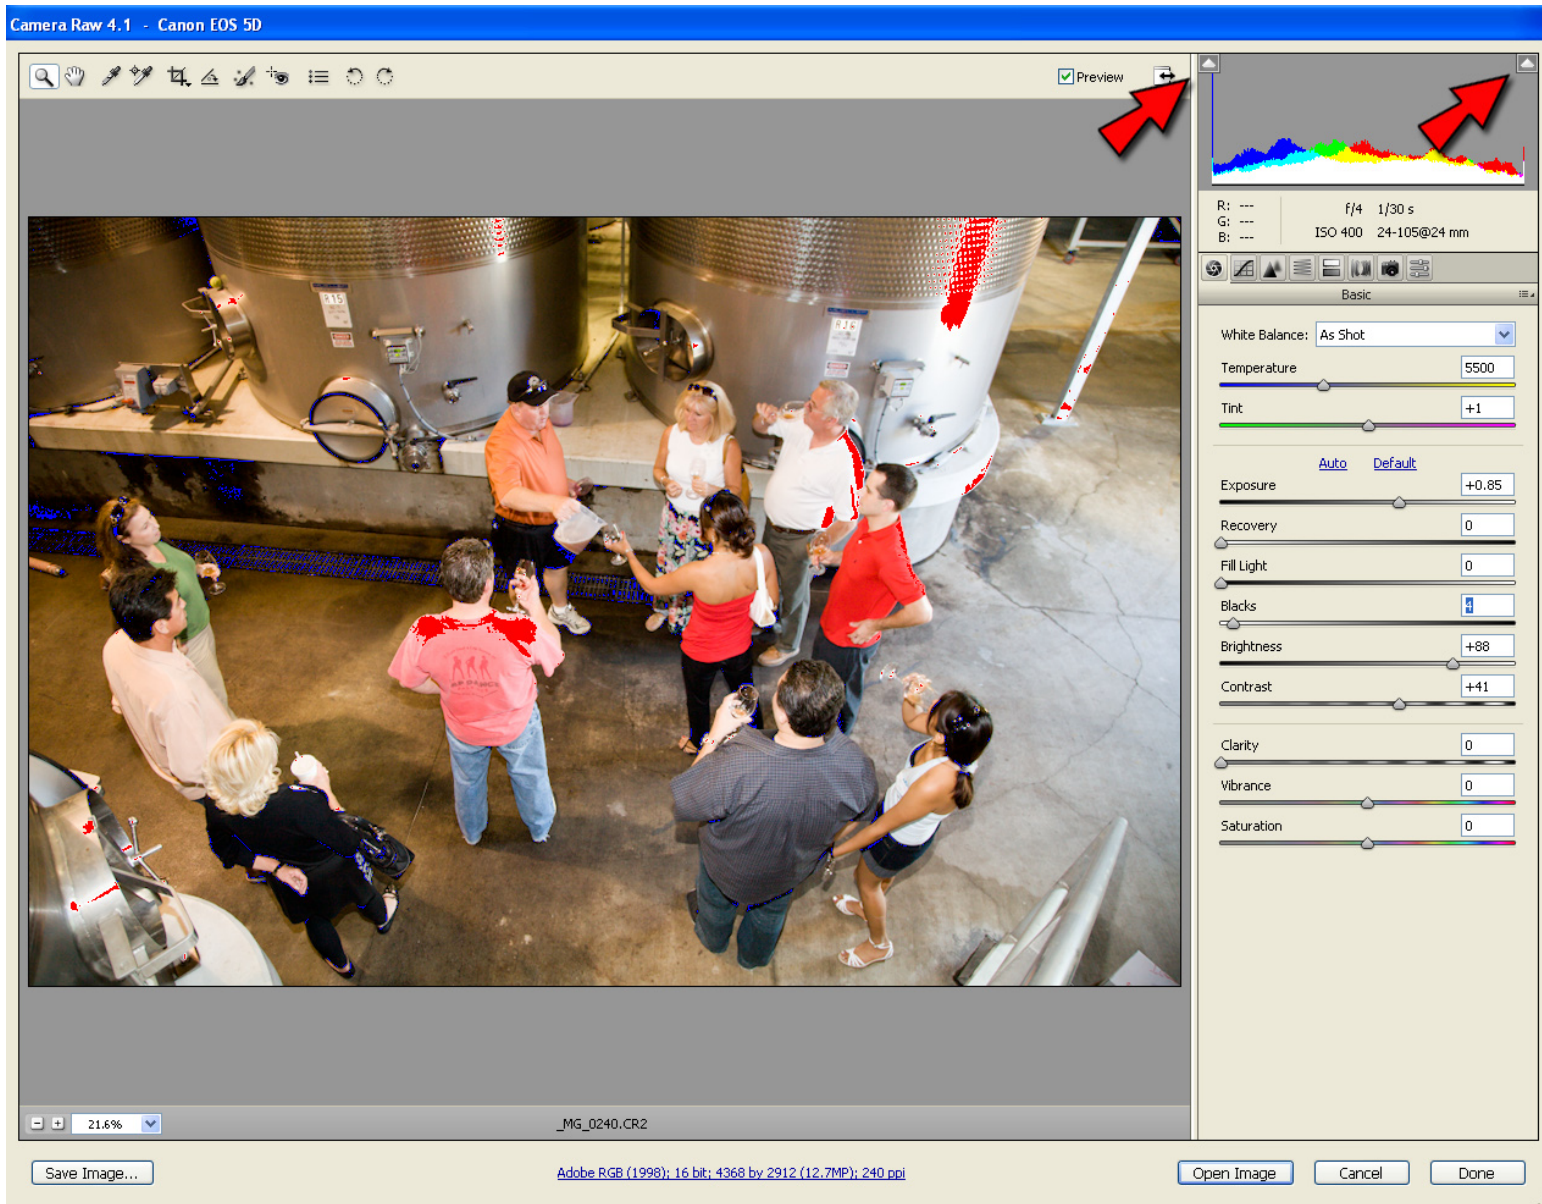 Camera Raw 4.1 - Canon EOS 5D
Preview
R: ---
G: ---
B: ---
f/4 1/30 s
ISO 400 24-105@24 mm
Basic
White Balance: As Shot
Temperature 5500
Tint +1
Auto Default
Exposure +0.85
Recovery 0
Fill Light 0
Blacks 4
Brightness +88
Contrast +41
Clarity 0
Vibrance 0
Saturation 0
R15
R16
21.6%
_MG_0240.CR2
Save Image...
Adobe RGB (1998); 16 bit; 4368 by 2912 (12.7MP); 240 ppi
Open Image Cancel Done